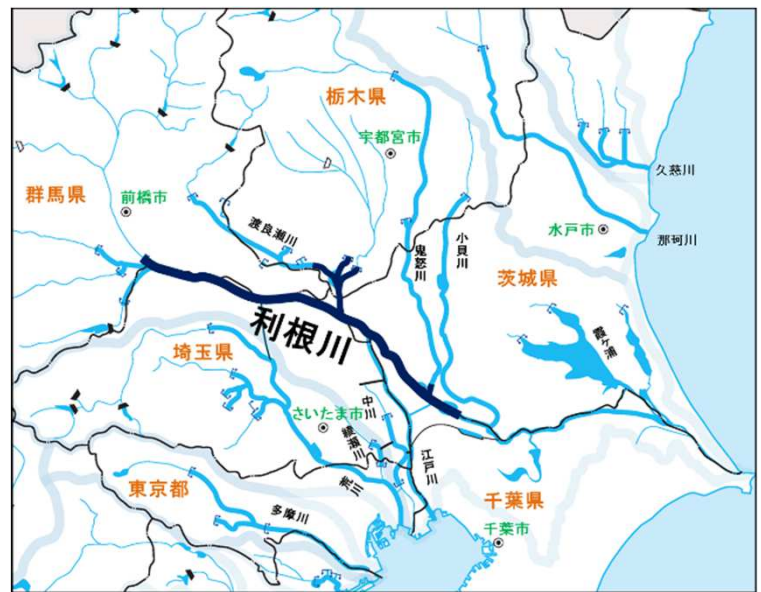 栃木県
宇都宮市
久慈川
群馬県
前橋市
渡良瀬川
鬼怒川
小貝川
水戸市
那珂川
茨城県
利根川
霞ヶ浦
埼玉県
さいたま市
中川
綾瀬川
荒川
江戸川
東京都
多摩川
千葉県
千葉市